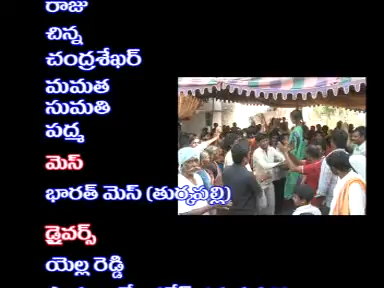 రాజు
చిన్న
చంద్రశేఖర్
మమత
సుమతి
పద్మ
మెస్
భారత్ మెస్ (తుర్కపల్లి)
డ్రైవర్స్
యెల్ల రెడ్డి